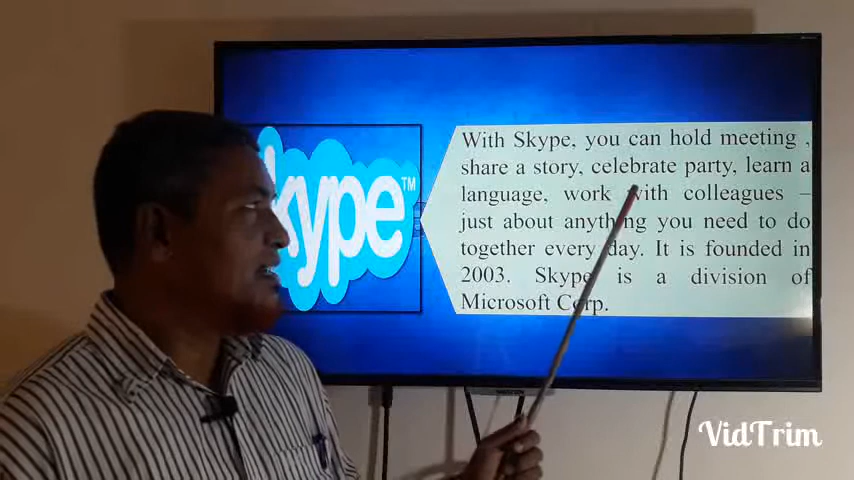 skype™
With Skype, you can hold meeting ,
share a story, celebrate party, learn a
language, work with colleagues –
just about anything you need to do
together every day. It is founded in
2003. Skype is a division of
Microsoft Corp.
VidTrim